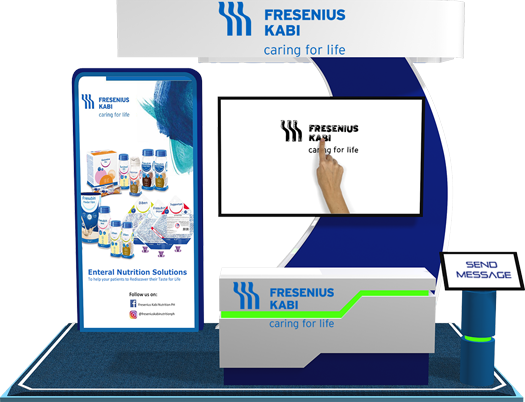 FRESENIUS
KABI
caring for life
FRESENIUS
KABI
caring for life
Enteral Nutrition Solutions
To help your patients to Rediscover their Taste for Life
Follow us on:
Fresenius Kabi Nutrition PH
@freseniuskabinutritionph
FRESENIUS
KABI
caring for life
FRESENIUS
KABI
caring for life
SEND
MESSAGE